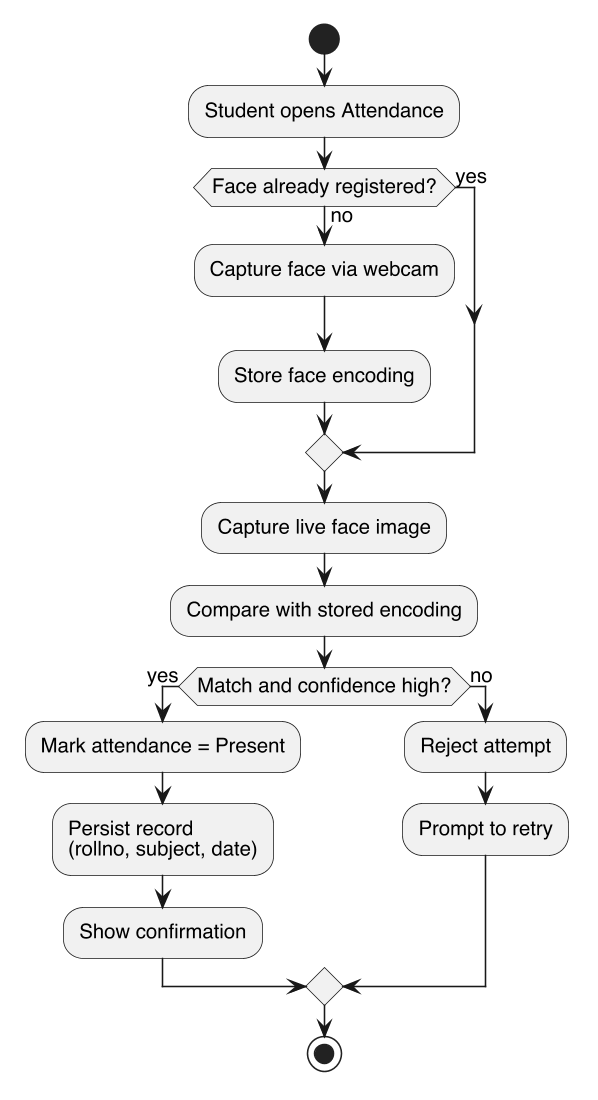 Student opens Attendance
Face already registered?
yes
no
Capture face via webcam
Store face encoding
Capture live face image
Compare with stored encoding
yes
Match and confidence high?
no
Mark attendance = Present
Reject attempt
Persist record
(rollno, subject, date)
Prompt to retry
Show confirmation